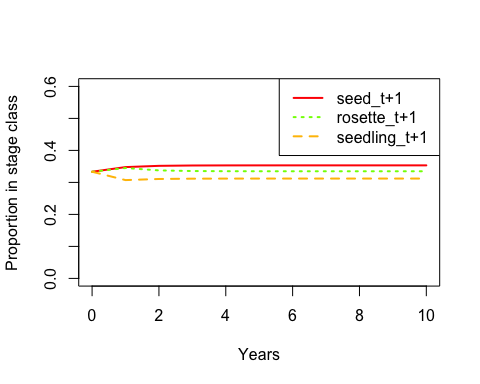 seed_t+1
rosette_t+1
seedling_t+1
Proportion in stage class
0.6
0.4
0.2
0.0
0 2 4 6 8 10
Years